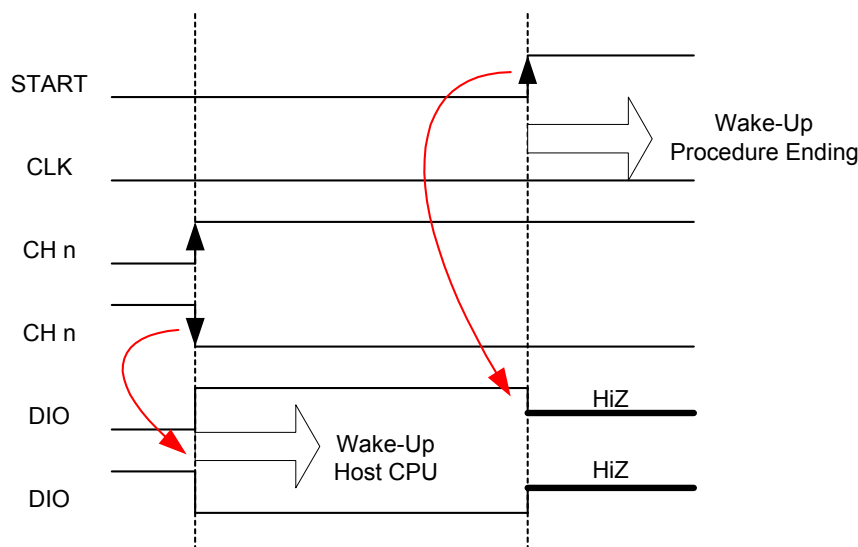 START
Wake-Up
Procedure Ending
CLK
CH n
CH n
HiZ
DIO
Wake-Up
Host CPU
HiZ
DIO